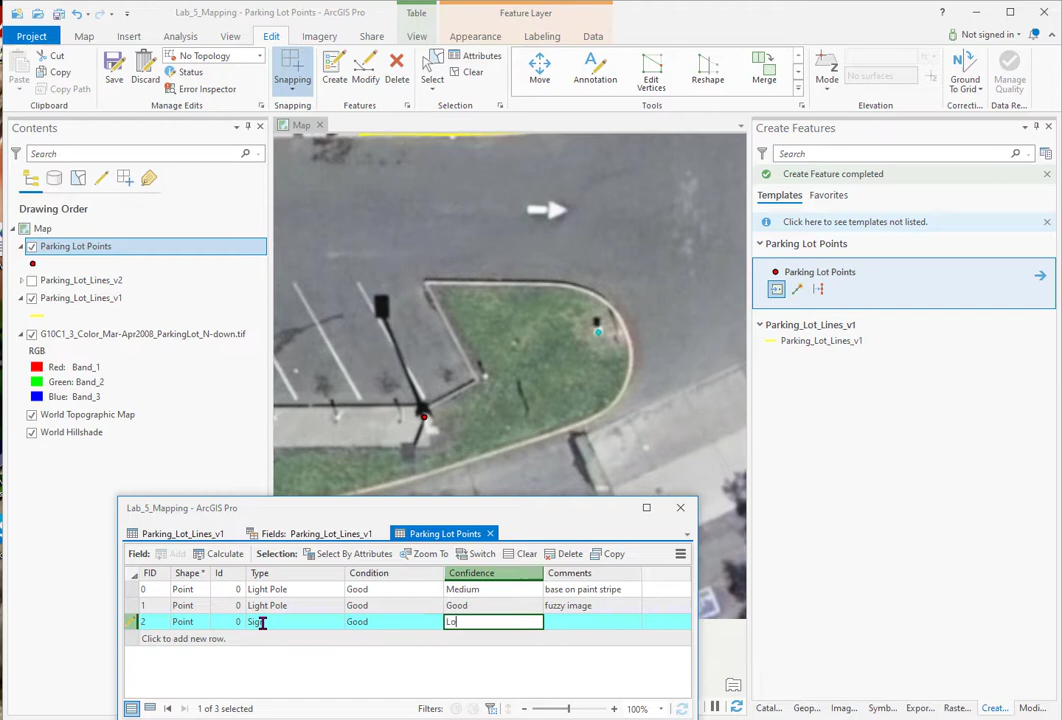 Lab_5_Mapping - Parking Lot Points - ArcGIS Pro
Table
Feature Layer
Not signed in
Project
Map
Insert
Analysis
View
Edit
Imagery
Share
View
Appearance
Labeling
Data
Paste
Cut
Copy
Copy Path
Clipboard
Save
Discard
No Topology
Status
Error Inspector
Manage Edits
Snapping
Snapping
Create
Modify
Delete
Features
Select
Attributes
Clear
Selection
Move
Annotation
Edit
Vertices
Reshape
Merge
Tools
Mode
No surfaces
Elevation
Ground
To Grid
Correcti...
Manage
Quality
Data Re...
Contents
Search
Drawing Order
Map
Parking Lot Points
Parking_Lot_Lines_v2
Parking_Lot_Lines_v1
G10C1_3_Color_Mar-Apr2008_ParkingLot_N-down.tif
RGB
Red: Band_1
Green: Band_2
Blue: Band_3
World Topographic Map
World Hillshade
Map
Create Features
Search
Create Feature completed
Templates
Favorites
Click here to see templates not listed.
Parking Lot Points
Parking Lot Points
Parking_Lot_Lines_v1
Parking_Lot_Lines_v1
Lab_5_Mapping - ArcGIS Pro
Parking_Lot_Lines_v1
Fields: Parking_Lot_Lines_v1
Parking Lot Points
Field: Add Calculate Selection: Select By Attributes Zoom To Switch Clear Delete Copy
FID Shape * Id Type Condition Confidence Comments
0 Point 0 Light Pole Good Medium base on paint stripe
1 Point 0 Light Pole Good Good fuzzy image
2 Point 0 Sign Good Lo
Click to add new row.
1 of 3 selected
Filters:
100%
Catal... Geop... Imag... Symb... Expor... Raste... Creat... Modi...